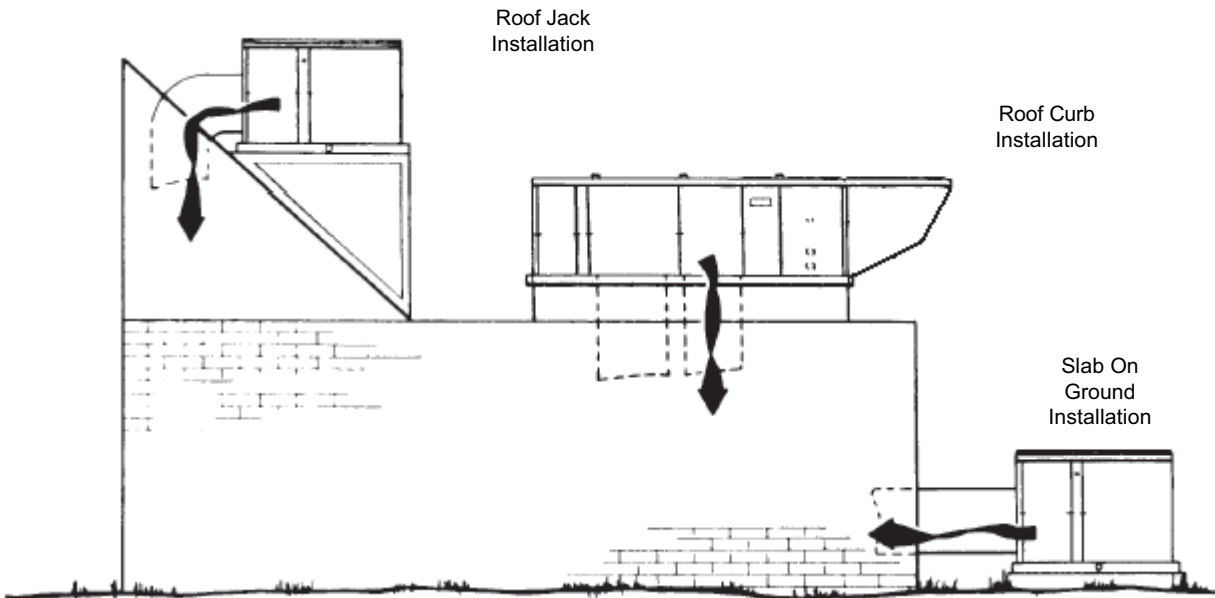 Roof Jack
Installation
Roof Curb
Installation
Slab On
Ground
Installation